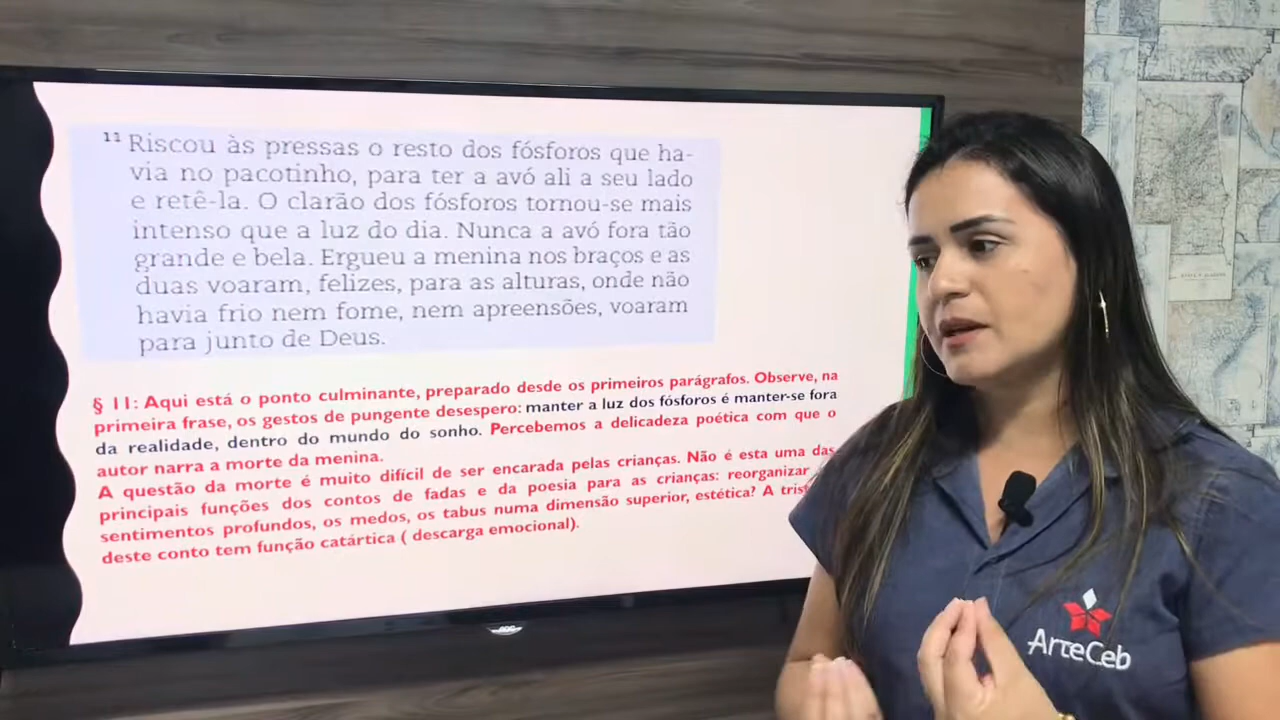 11 Riscou às pressas o resto dos fósforos que ha-
via no pacotinho, para ter a avó ali a seu lado
e retê-la. O clarão dos fósforos tornou-se mais
intenso que a luz do dia. Nunca a avó fora tão
grande e bela. Ergueu a menina nos braços e as
duas voaram, felizes, para as alturas, onde não
havia frio nem fome, nem apreensões, voaram
para junto de Deus.
§ 11: Aqui está o ponto culminante, preparado desde os primeiros parágrafos. Observe, na
primeira frase, os gestos de pungente desespero: manter a luz dos fósforos é manter-se fora
da realidade, dentro do mundo do sonho. Percebemos a delicadeza poética com que o
autor narra a morte da menina.
A questão da morte é muito difícil de ser encarada pelas crianças. Não é esta uma das
principais funções dos contos de fadas e da poesia para as crianças: reorganizar
sentimentos profundos, os medos, os tabus numa dimensão superior, estética? A
deste conto tem função catártica ( descarga emocional).
AOC
ArteCeb